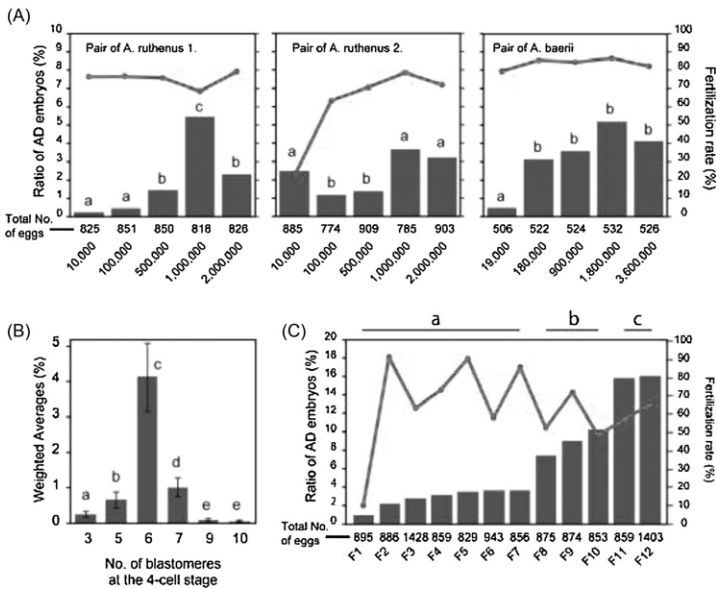 (A)
Ratio of AD embryos (%)
10
9
8
7
6
5
4
3
2
1
0
Pair of A. ruthenus 1.
a
a
b
c
b
Pair of A. ruthenus 2.
a
b
b
a
a
Pair of A. baerii
a
b
b
b
b
100
90
80
70
60
50
40
30
20
10
0
Fertilization rate (%)
Total No. of eggs
825 851 850 818 826
885 774 909 785 903
506 522 524 532 526
10.000 100.000 500.000 1,000.000 2,000.000
10.000 100.000 500.000 1,000.000 2,000.000
19.000 180.000 900.000 1,800.000 3,600.000
(B)
Weighted Averages (%)
5
4
3
2
1
0
a b c d e e
3 5 6 7 9 10
No. of blastomeres
at the 4-cell stage
(C)
a b c
Ratio of AD embryos (%)
20
18
16
14
12
10
8
6
4
2
0
100
90
80
70
60
50
40
30
20
10
0
Fertilization rate (%)
Total No. of eggs
895 886 1428 859 829 943 856 875 874 853 859 1403
F1 F2 F3 F4 F5 F6 F7 F8 F9 F10 F11 F12